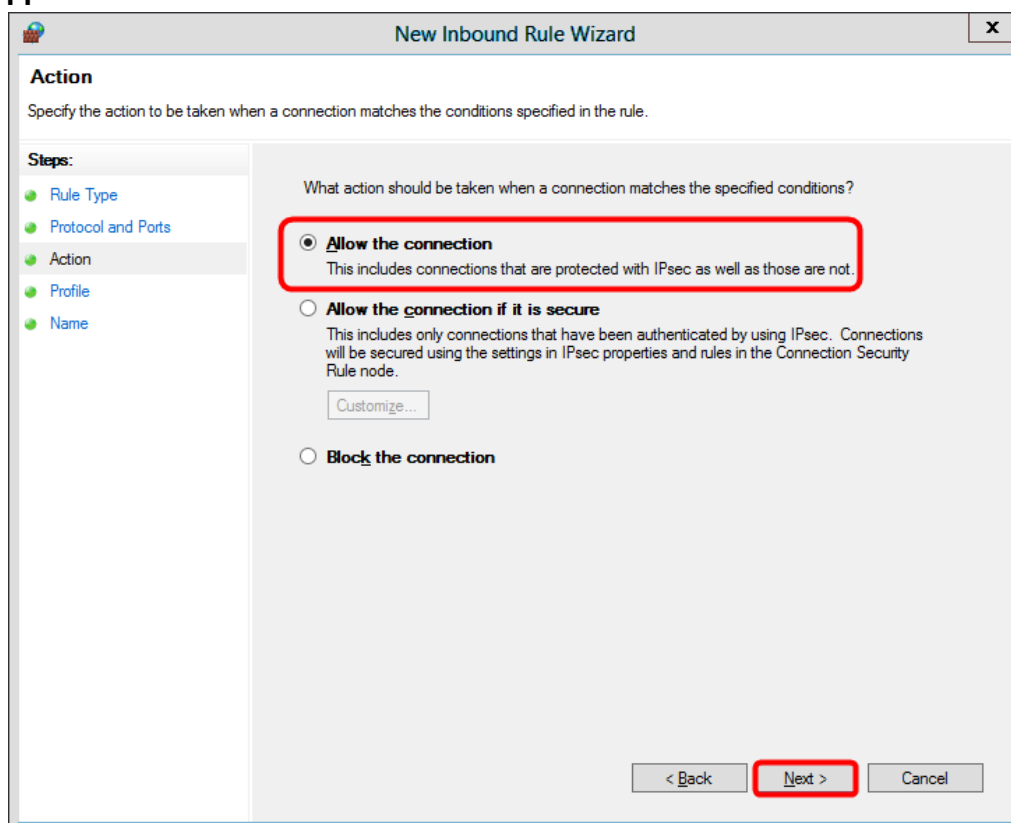 New Inbound Rule Wizard
x
Action
Specify the action to be taken when a connection matches the conditions specified in the rule.
Steps:
Rule Type
Protocol and Ports
Action
Profile
Name
What action should be taken when a connection matches the specified conditions?
Allow the connection
This includes connections that are protected with IPsec as well as those are not.
Allow the connection if it is secure
This includes only connections that have been authenticated by using IPsec. Connections
will be secured using the settings in IPsec properties and rules in the Connection Security
Rule node.
Customize...
Block the connection
< Back
Next >
Cancel